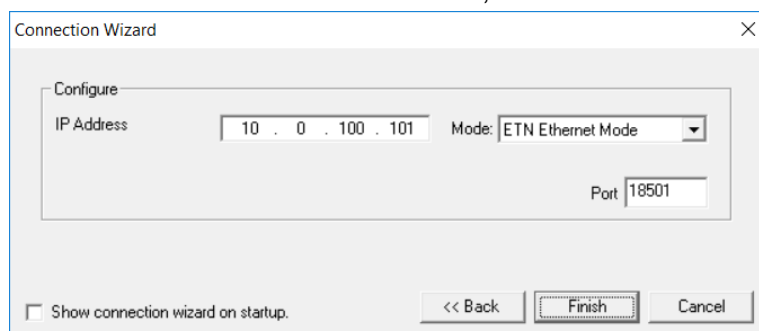 Connection Wizard
Configure
IP Address 10 . 0 . 100 . 101 Mode: ETN Ethernet Mode
Port 18501
Show connection wizard on startup. << Back Finish Cancel